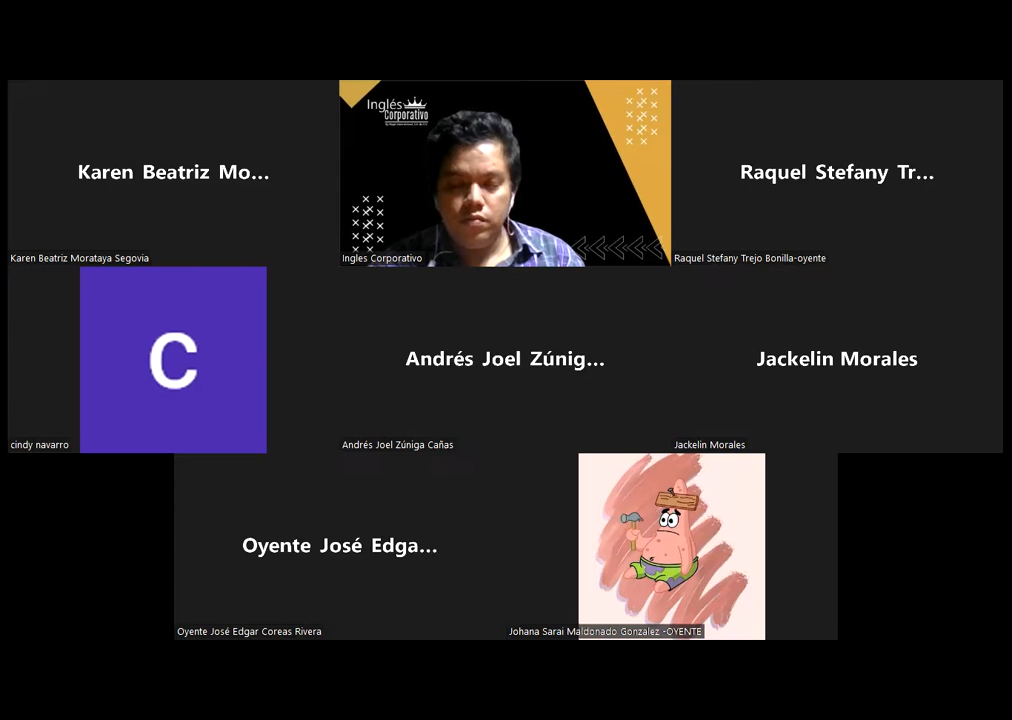 Karen Beatriz Mo...
Karen Beatriz Morataya Segovia
Inglés
Corporativo
Ingles Corporativo
Raquel Stefany Tr...
Raquel Stefany Trejo Bonilla-oyente
C
cindy navarro
Andrés Joel Zúnig...
Andrés Joel Zúniga Cañas
Jackelin Morales
Jackelin Morales
Oyente José Edga...
Oyente José Edgar Coreas Rivera
Johana Sarai Maldonado Gonzalez -OYENTE